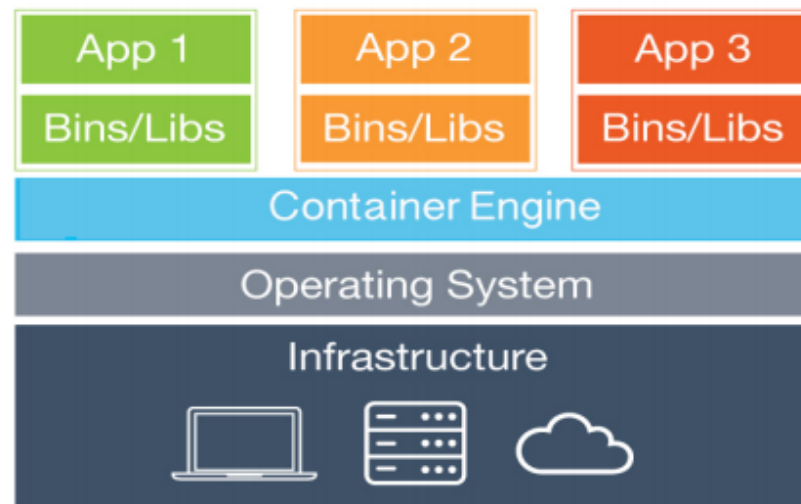 App 1 App 2 App 3
Bins/Libs Bins/Libs Bins/Libs
Container Engine
Operating System
Infrastructure